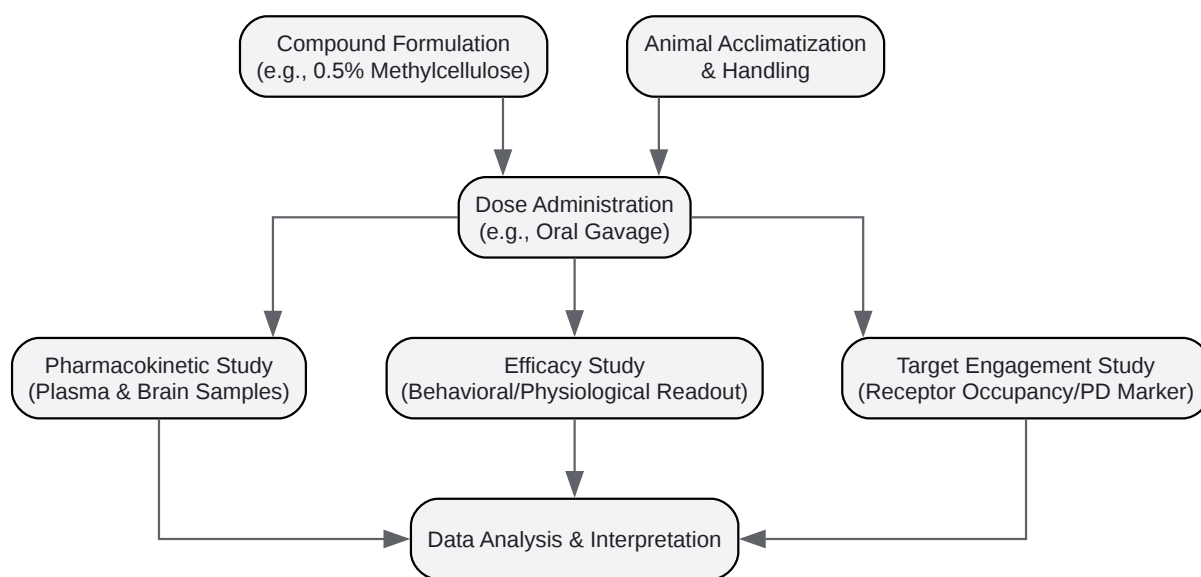 Compound Formulation
(e.g., 0.5% Methylcellulose)
Animal Acclimatization
& Handling
Dose Administration
(e.g., Oral Gavage)
Pharmacokinetic Study
(Plasma & Brain Samples)
Efficacy Study
(Behavioral/Physiological Readout)
Target Engagement Study
(Receptor Occupancy/PD Marker)
Data Analysis & Interpretation